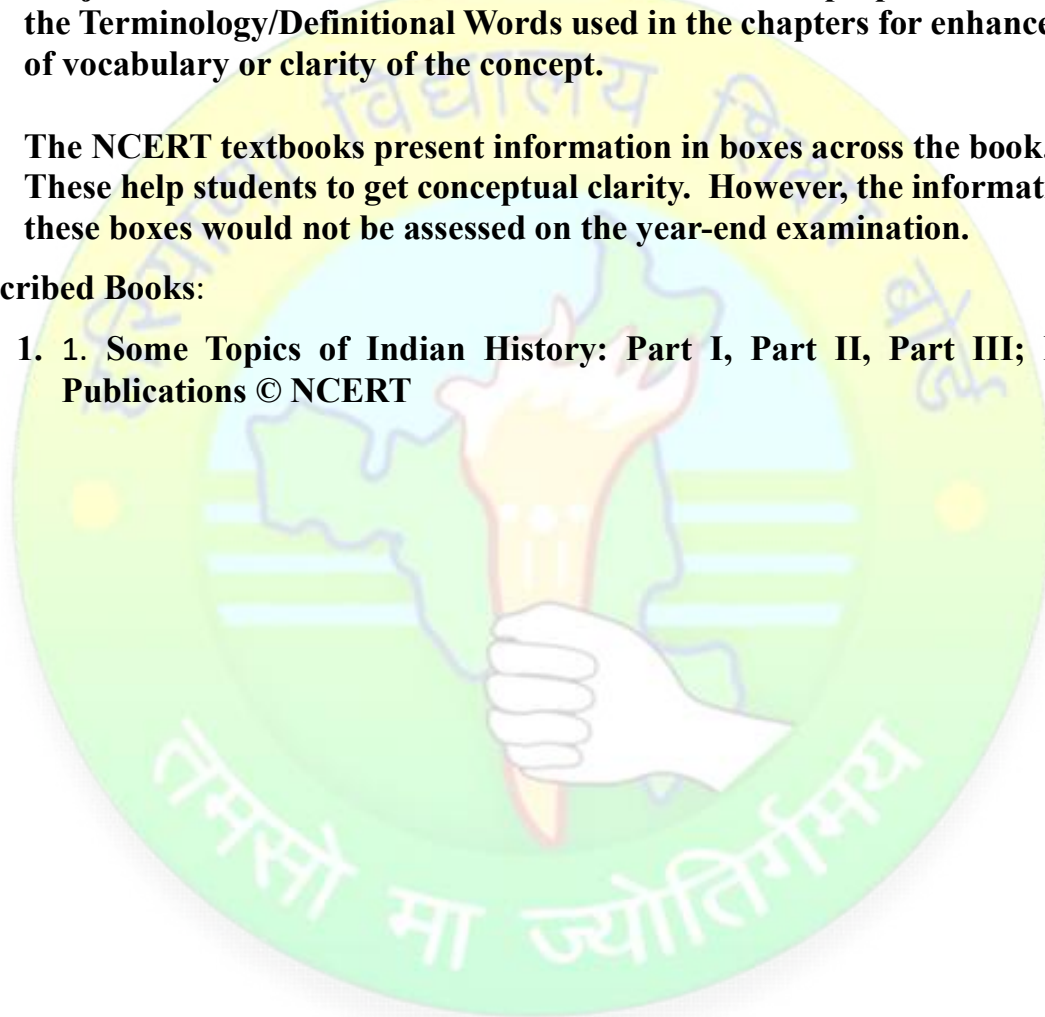 the Terminology/Definitional Words used in the chapters for enhance
of vocabulary or clarity of the concept.
The NCERT textbooks present information in boxes across the book.
These help students to get conceptual clarity. However, the informati
these boxes would not be assessed on the year-end examination.
cribed Books:
1. 1. Some Topics of Indian History: Part I, Part II, Part III;
Publications © NCERT
हरियाणा विद्यालय शिक्षा बोर्ड
तमसो मा ज्योतिर्गमय